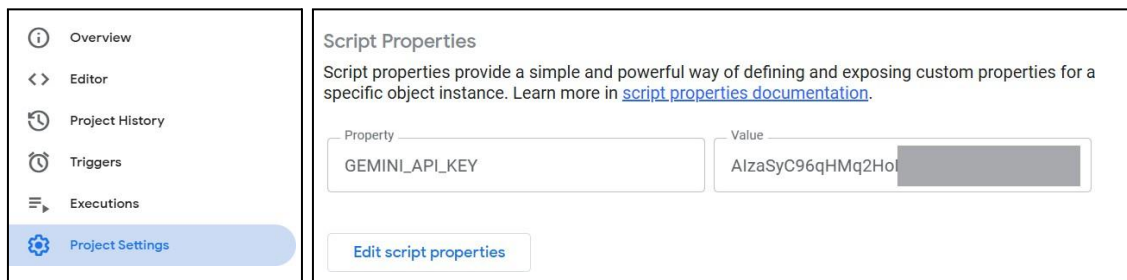 Overview
Editor
Project History
Triggers
Executions
Project Settings
Script Properties
Script properties provide a simple and powerful way of defining and exposing custom properties for a
specific object instance. Learn more in script properties documentation.
Property
GEMINI_API_KEY
Value
AIzaSyC96qHMq2Hol
Edit script properties